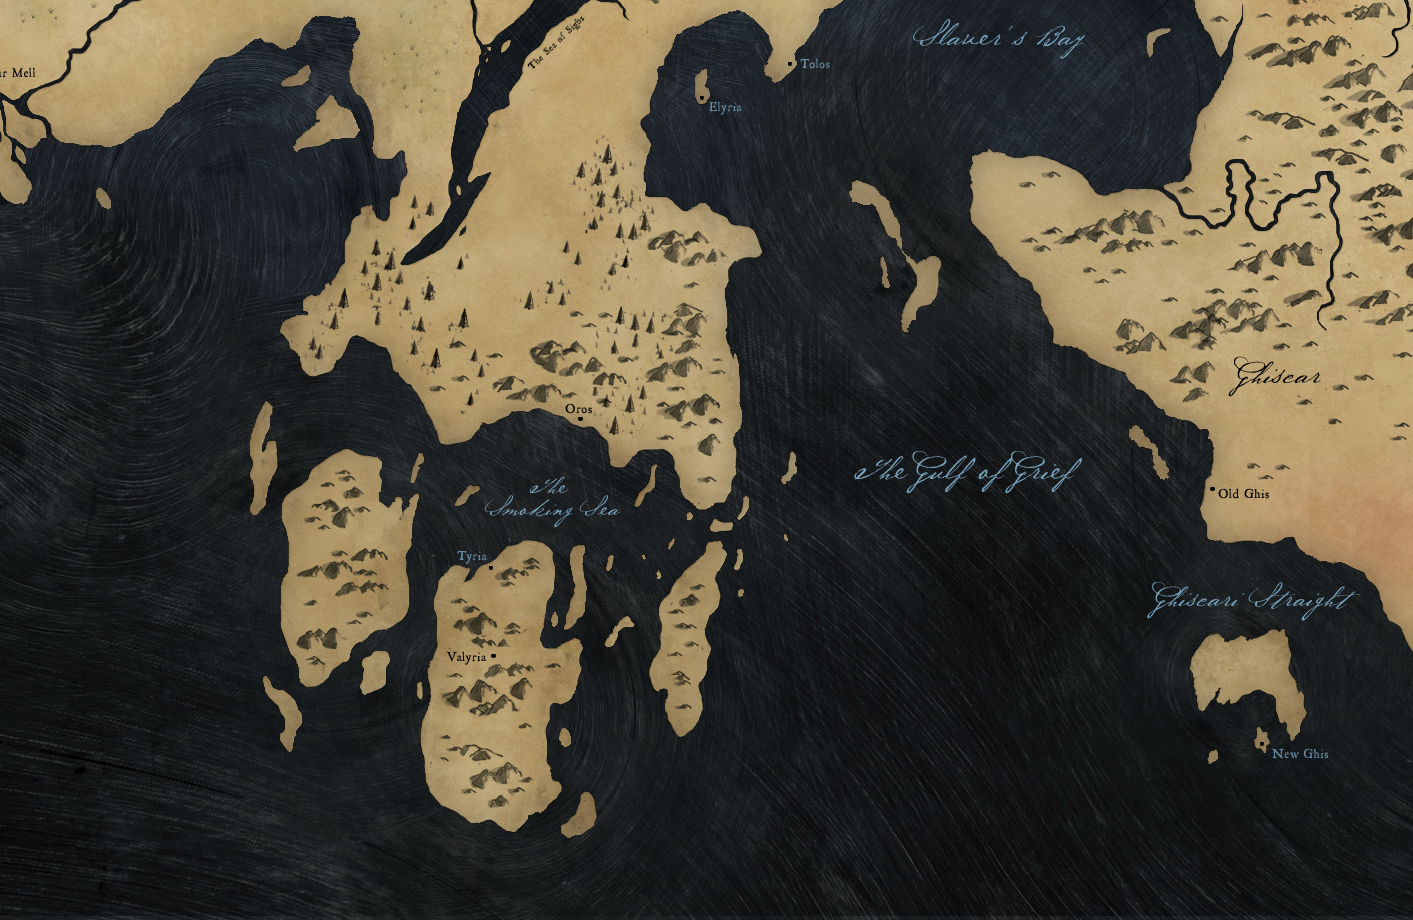 The Sea of Sighs
Slaver's Bay
Tolos
ar Mell
Elyria
Ghiscar
Oros
The Gulf of Grief
The
Smoking Sea
Old Ghis
Tyria
Ghiscari Straight
Valyria
New Ghis